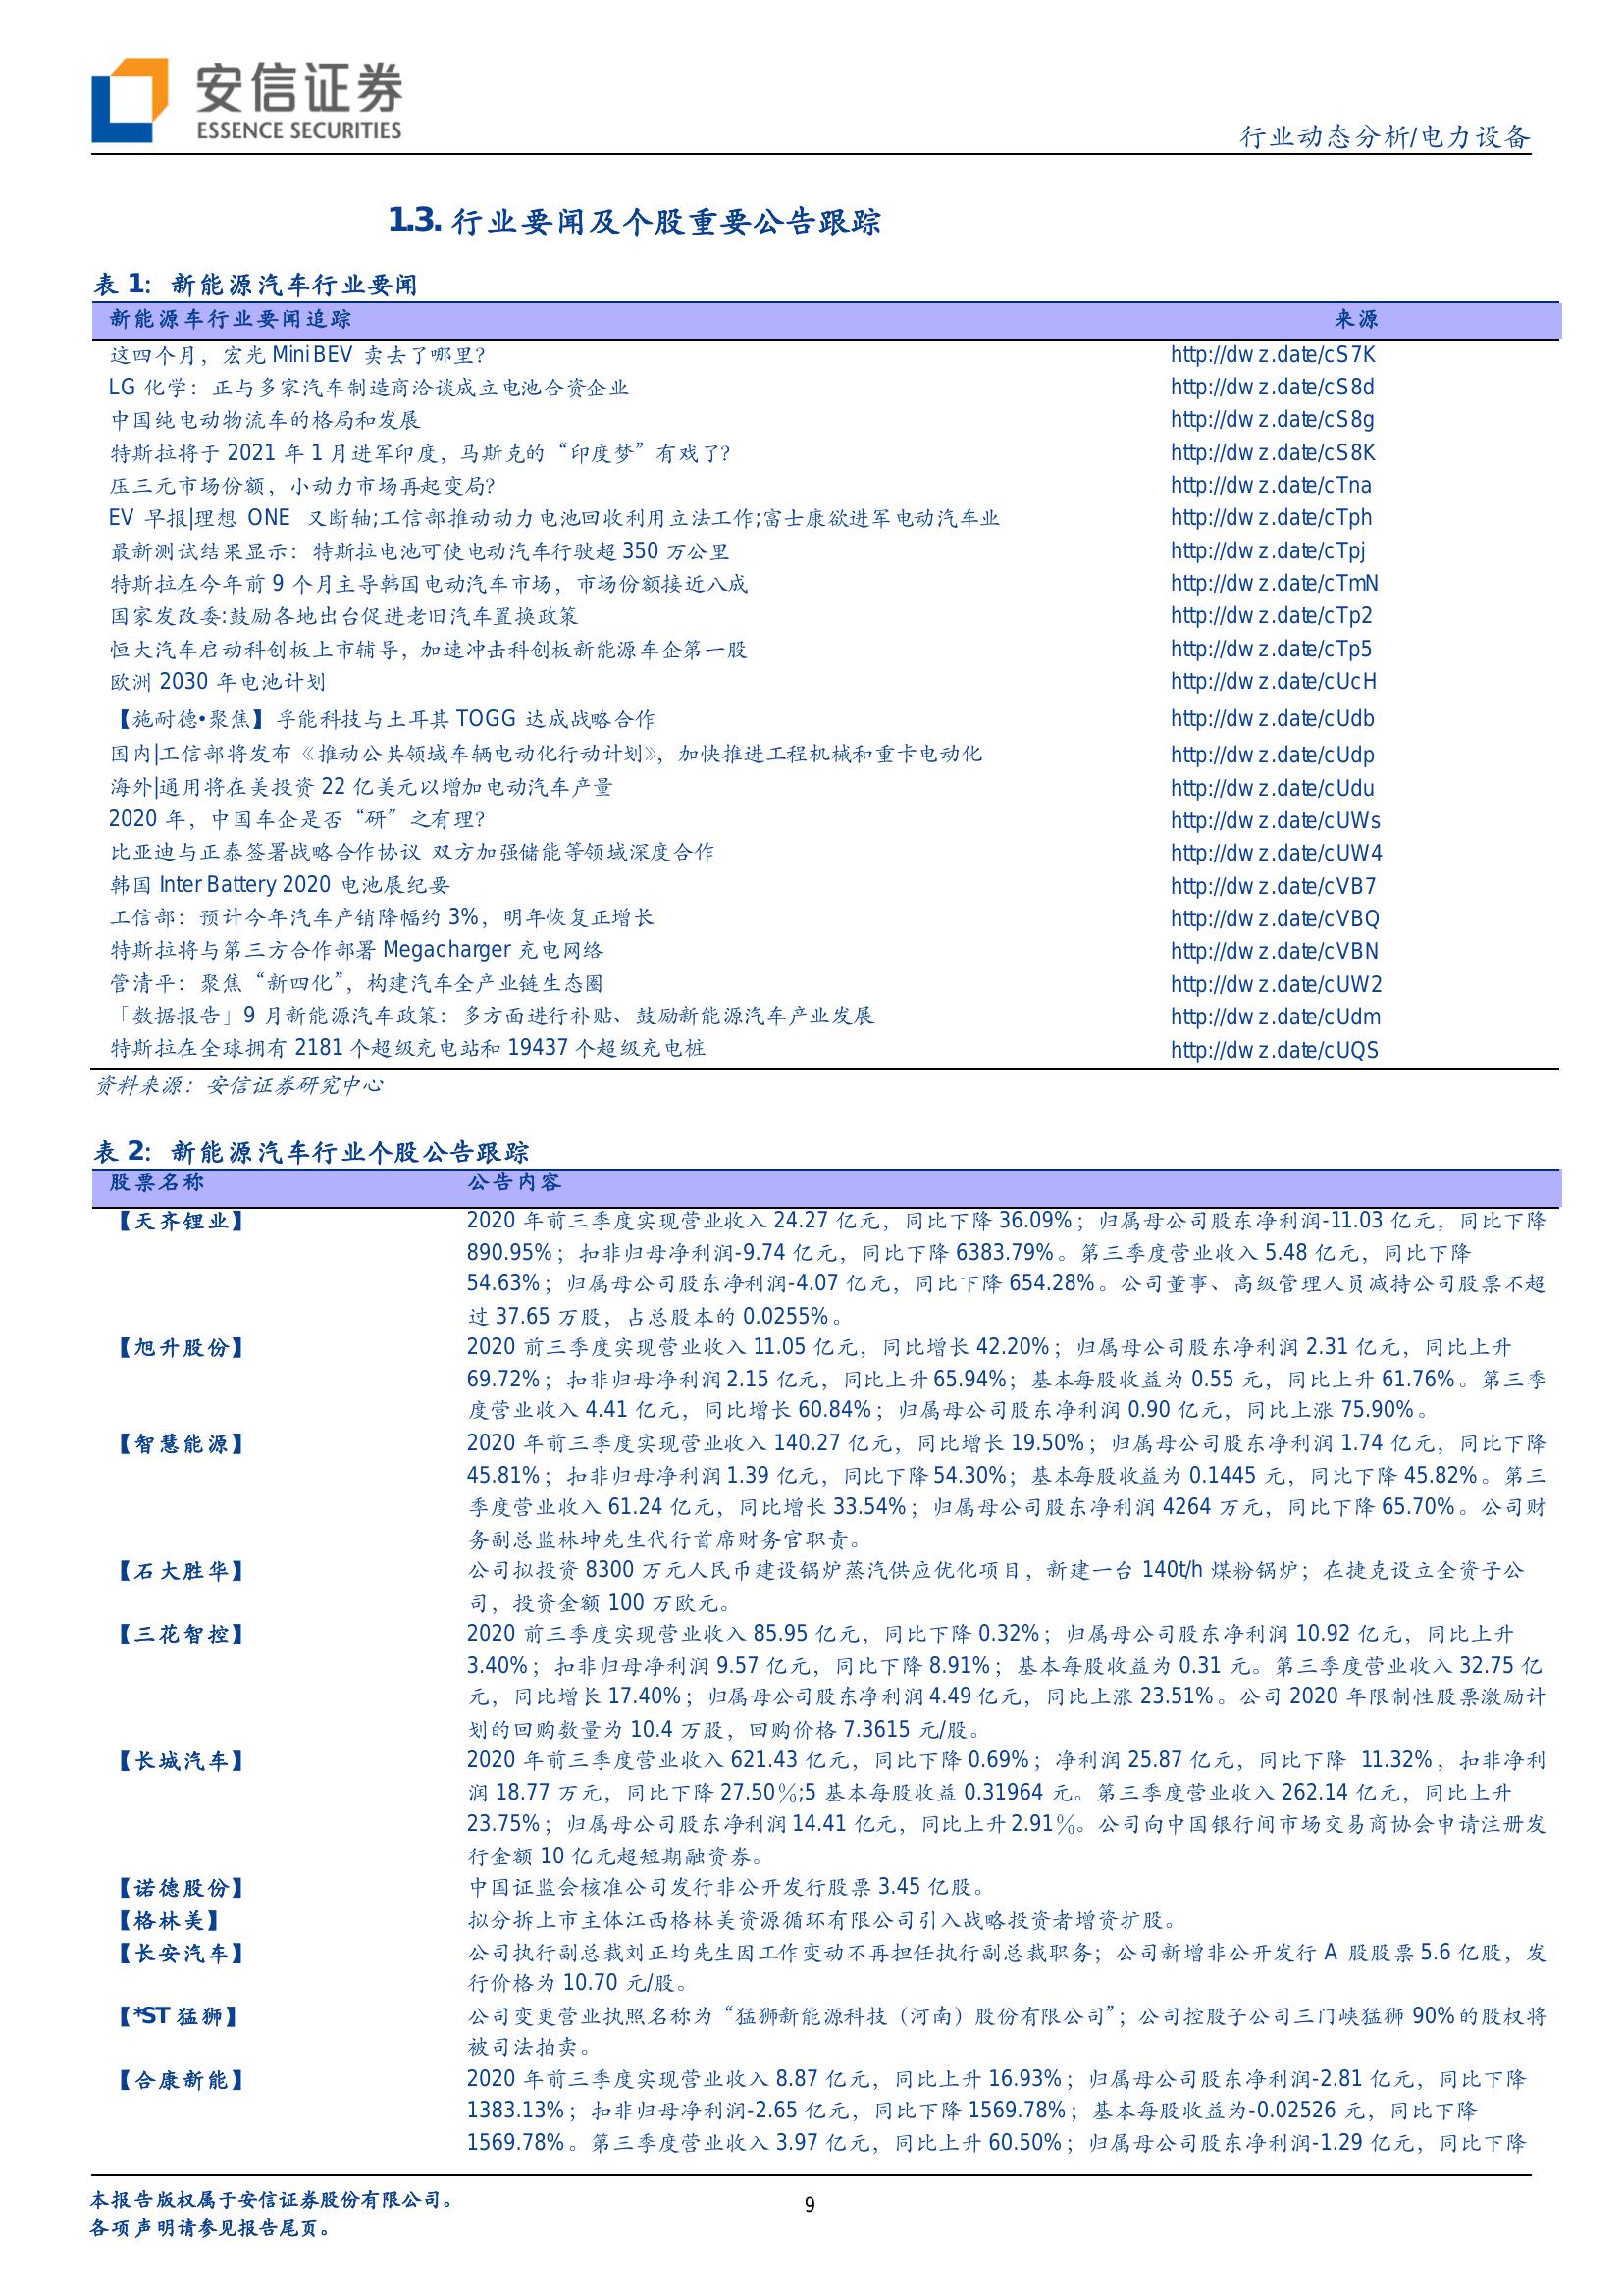 安信证券
ESSENCE SECURITIES
行业动态分析/电力设备
1.3. 行业要闻及个股重要公告跟踪
表 1：新能源汽车行业要闻
新能源车行业要闻追踪 来源
这四个月，宏光 Mini BEV 卖去了哪里？ http://dwz.date/cS7K
LG 化学：正与多家汽车制造商洽谈成立电池合资企业 http://dwz.date/cS8d
中国纯电动物流车的格局和发展 http://dwz.date/cS8g
特斯拉将于 2021 年 1 月进军印度，马斯克的“印度梦”有戏了？ http://dwz.date/cS8K
压三元市场份额，小动力市场再起变局？ http://dwz.date/cTna
EV 早报|理想 ONE 又断轴;工信部推动动力电池回收利用立法工作;富士康欲进军电动汽车业 http://dwz.date/cTph
最新测试结果显示：特斯拉电池可使电动汽车行驶超 350 万公里 http://dwz.date/cTpj
特斯拉在今年前 9 个月主导韩国电动汽车市场，市场份额接近八成 http://dwz.date/cTmN
国家发改委:鼓励各地出台促进老旧汽车置换政策 http://dwz.date/cTp2
恒大汽车启动科创板上市辅导，加速冲击科创板新能源车企第一股 http://dwz.date/cTp5
欧洲 2030 年电池计划 http://dwz.date/cUcH
【施耐德•聚焦】孚能科技与土耳其 TOGG 达成战略合作 http://dwz.date/cUdb
国内|工信部将发布《推动公共领域车辆电动化行动计划》，加快推进工程机械和重卡电动化 http://dwz.date/cUdp
海外|通用将在美投资 22 亿美元以增加电动汽车产量 http://dwz.date/cUdu
2020 年，中国车企是否“研”之有理？ http://dwz.date/cUWs
比亚迪与正泰签署战略合作协议 双方加强储能等领域深度合作 http://dwz.date/cUW4
韩国 Inter Battery 2020 电池展纪要 http://dwz.date/cVB7
工信部：预计今年汽车产销降幅约 3%，明年恢复正增长 http://dwz.date/cVBQ
特斯拉将与第三方合作部署 Megacharger 充电网络 http://dwz.date/cVBN
管清平：聚焦“新四化”，构建汽车全产业链生态圈 http://dwz.date/cUW2
「数据报告」9 月新能源汽车政策：多方面进行补贴、鼓励新能源汽车产业发展 http://dwz.date/cUdm
特斯拉在全球拥有 2181 个超级充电站和 19437 个超级充电桩 http://dwz.date/cUQS
资料来源：安信证券研究中心
表 2：新能源汽车行业个股公告跟踪
股票名称 公告内容
【天齐锂业】 2020 年前三季度实现营业收入 24.27 亿元，同比下降 36.09%；归属母公司股东净利润-11.03 亿元，同比下降
890.95%；扣非归母净利润-9.74 亿元，同比下降 6383.79%。第三季度营业收入 5.48 亿元，同比下降
54.63%；归属母公司股东净利润-4.07 亿元，同比下降 654.28%。公司董事、高级管理人员减持公司股票不超
过 37.65 万股，占总股本的 0.0255%。
【旭升股份】 2020 前三季度实现营业收入 11.05 亿元，同比增长 42.20%；归属母公司股东净利润 2.31 亿元，同比上升
69.72%；扣非归母净利润 2.15 亿元，同比上升 65.94%；基本每股收益为 0.55 元，同比上升 61.76%。第三季
度营业收入 4.41 亿元，同比增长 60.84%；归属母公司股东净利润 0.90 亿元，同比上涨 75.90%。
【智慧能源】 2020 年前三季度实现营业收入 140.27 亿元，同比增长 19.50%；归属母公司股东净利润 1.74 亿元，同比下降
45.81%；扣非归母净利润 1.39 亿元，同比下降 54.30%；基本每股收益为 0.1445 元，同比下降 45.82%。第三
季度营业收入 61.24 亿元，同比增长 33.54%；归属母公司股东净利润 4264 万元，同比下降 65.70%。公司财
务副总监林坤先生代行首席财务官职责。
【石大胜华】 公司拟投资 8300 万元人民币建设锅炉蒸汽供应优化项目，新建一台 140t/h 煤粉锅炉；在捷克设立全资子公
司，投资金额 100 万欧元。
【三花智控】 2020 前三季度实现营业收入 85.95 亿元，同比下降 0.32%；归属母公司股东净利润 10.92 亿元，同比上升
3.40%；扣非归母净利润 9.57 亿元，同比下降 8.91%；基本每股收益为 0.31 元。第三季度营业收入 32.75 亿
元，同比增长 17.40%；归属母公司股东净利润 4.49 亿元，同比上涨 23.51%。公司 2020 年限制性股票激励计
划的回购数量为 10.4 万股，回购价格 7.3615 元/股。
【长城汽车】 2020 年前三季度营业收入 621.43 亿元，同比下降 0.69%；净利润 25.87 亿元，同比下降 11.32%，扣非净利
润 18.77 万元，同比下降 27.50%;5 基本每股收益 0.31964 元。第三季度营业收入 262.14 亿元，同比上升
23.75%；归属母公司股东净利润 14.41 亿元，同比上升 2.91%。公司向中国银行间市场交易商协会申请注册发
行金额 10 亿元超短期融资券。
【诺德股份】 中国证监会核准公司发行非公开发行股票 3.45 亿股。
【格林美】 拟分拆上市主体江西格林美资源循环有限公司引入战略投资者增资扩股。
【长安汽车】 公司执行副总裁刘正均先生因工作变动不再担任执行副总裁职务；公司新增非公开发行 A 股股票 5.6 亿股，发
行价格为 10.70 元/股。
【*ST 猛狮】 公司变更营业执照名称为“猛狮新能源科技（河南）股份有限公司”；公司控股子公司三门峡猛狮 90%的股权将
被司法拍卖。
【合康新能】 2020 年前三季度实现营业收入 8.87 亿元，同比上升 16.93%；归属母公司股东净利润-2.81 亿元，同比下降
1383.13%；扣非归母净利润-2.65 亿元，同比下降 1569.78%；基本每股收益为-0.02526 元，同比下降
1569.78%。第三季度营业收入 3.97 亿元，同比上升 60.50%；归属母公司股东净利润-1.29 亿元，同比下降
本报告版权属于安信证券股份有限公司。
各项声明请参见报告尾页。
9